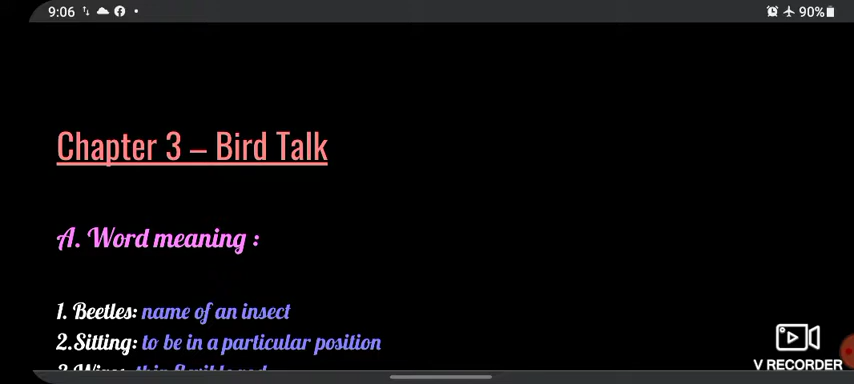 9:06 90%
Chapter 3 – Bird Talk
A. Word meaning :
1. Beetles: name of an insect
2.Sitting: to be in a particular position
V RECORDER